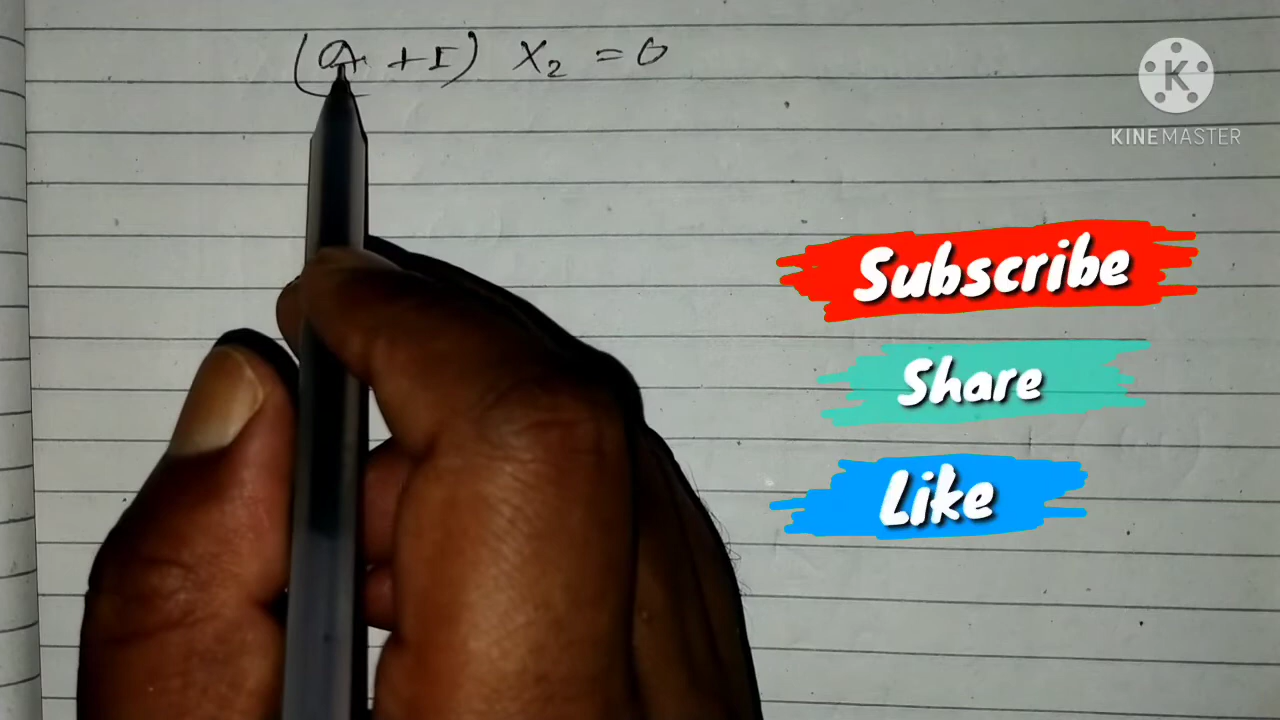 (A + I) X₂ = 0
K
KINEMASTER
Subscribe
Share
Like